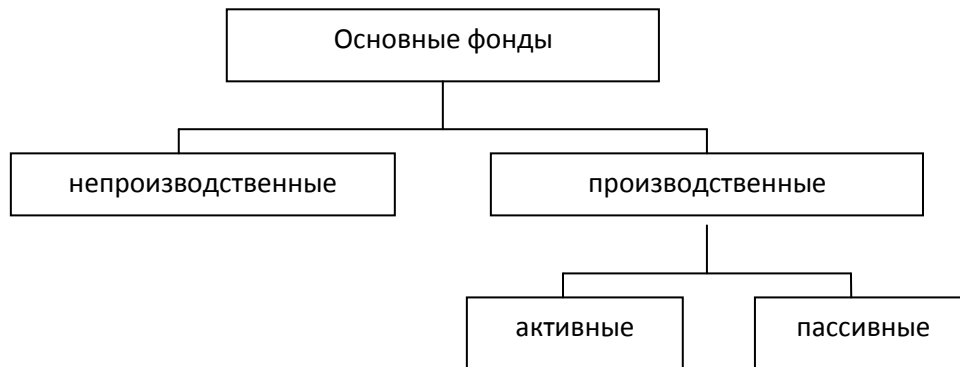 Основные фонды
непроизводственные
производственные
активные
пассивные